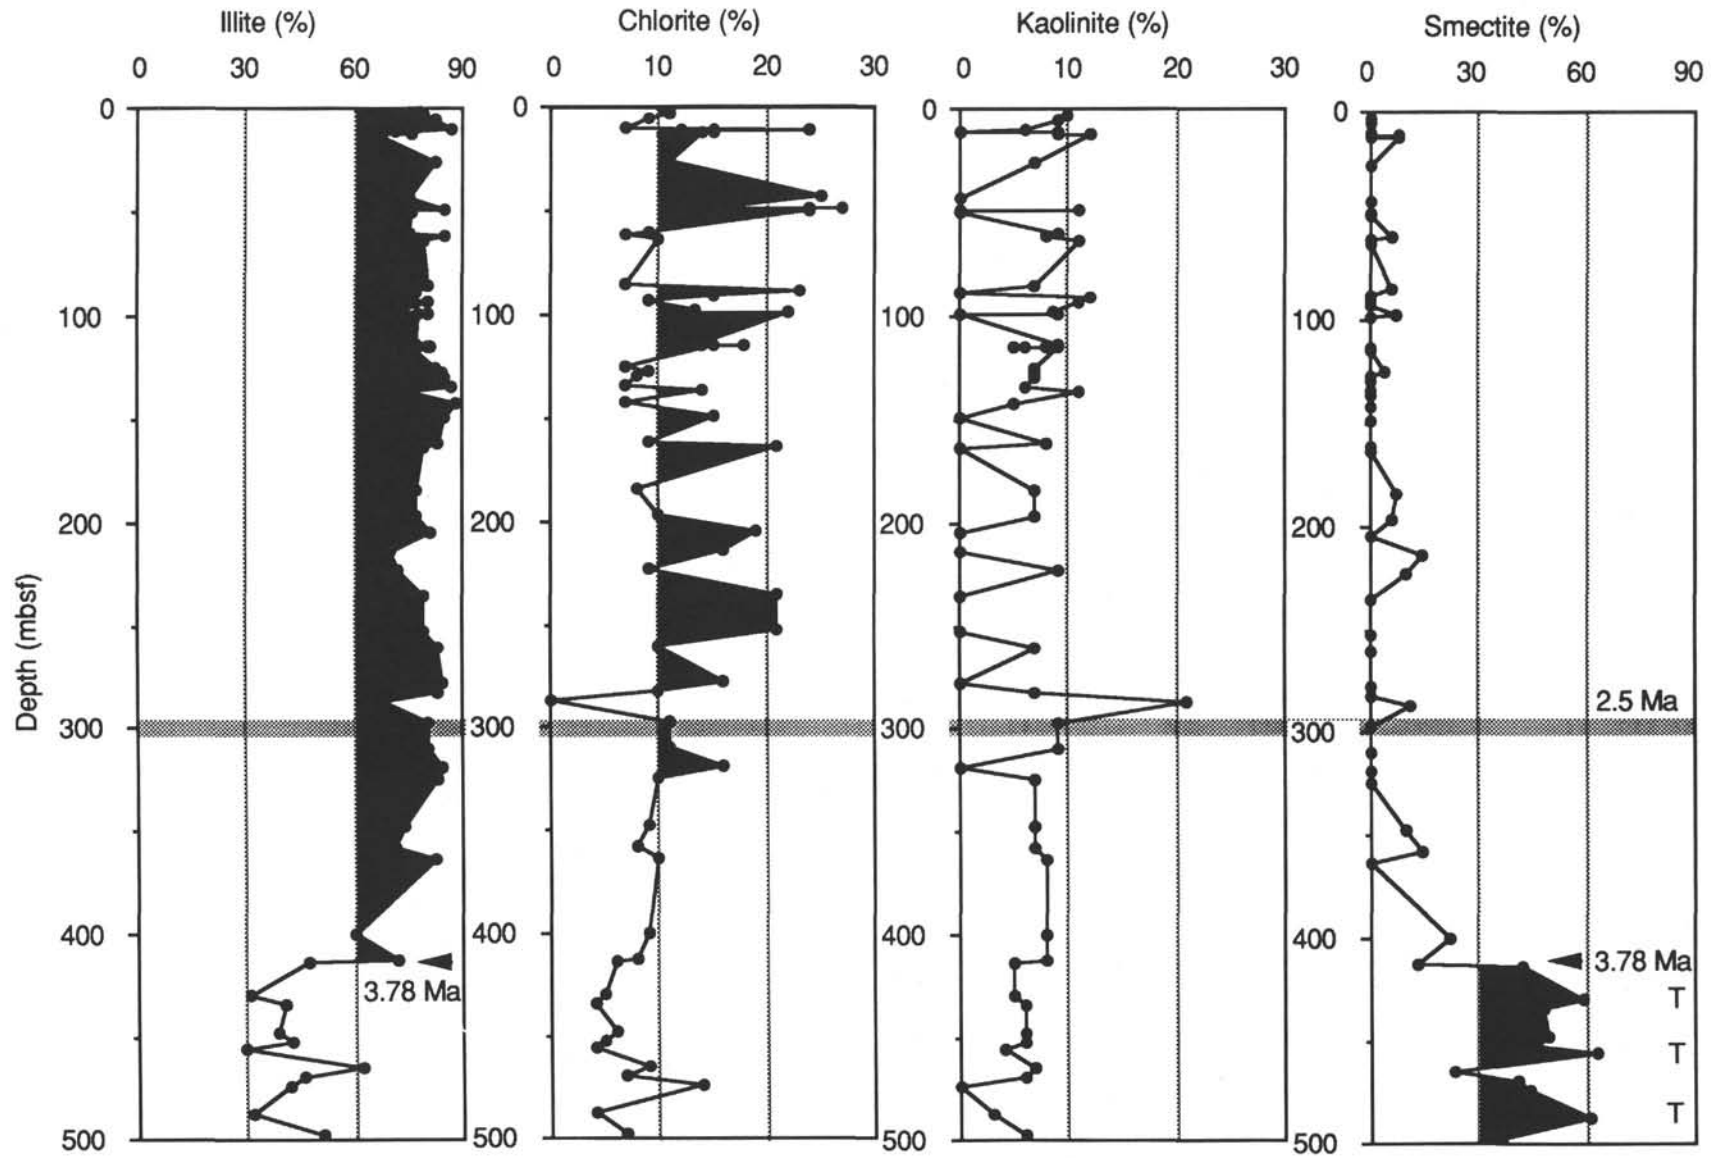 Illite (%) Chlorite (%) Kaolinite (%) Smectite (%)
0 30 60 90 0 10 20 30 0 10 20 30 0 30 60 90
0 0 0 0
100 100 100 100
200 200 200 200
Depth (mbsf)
2.5 Ma
300 300 300 300
400 400 400 400
3.78 Ma
3.78 Ma T
T
T
500 500 500 500